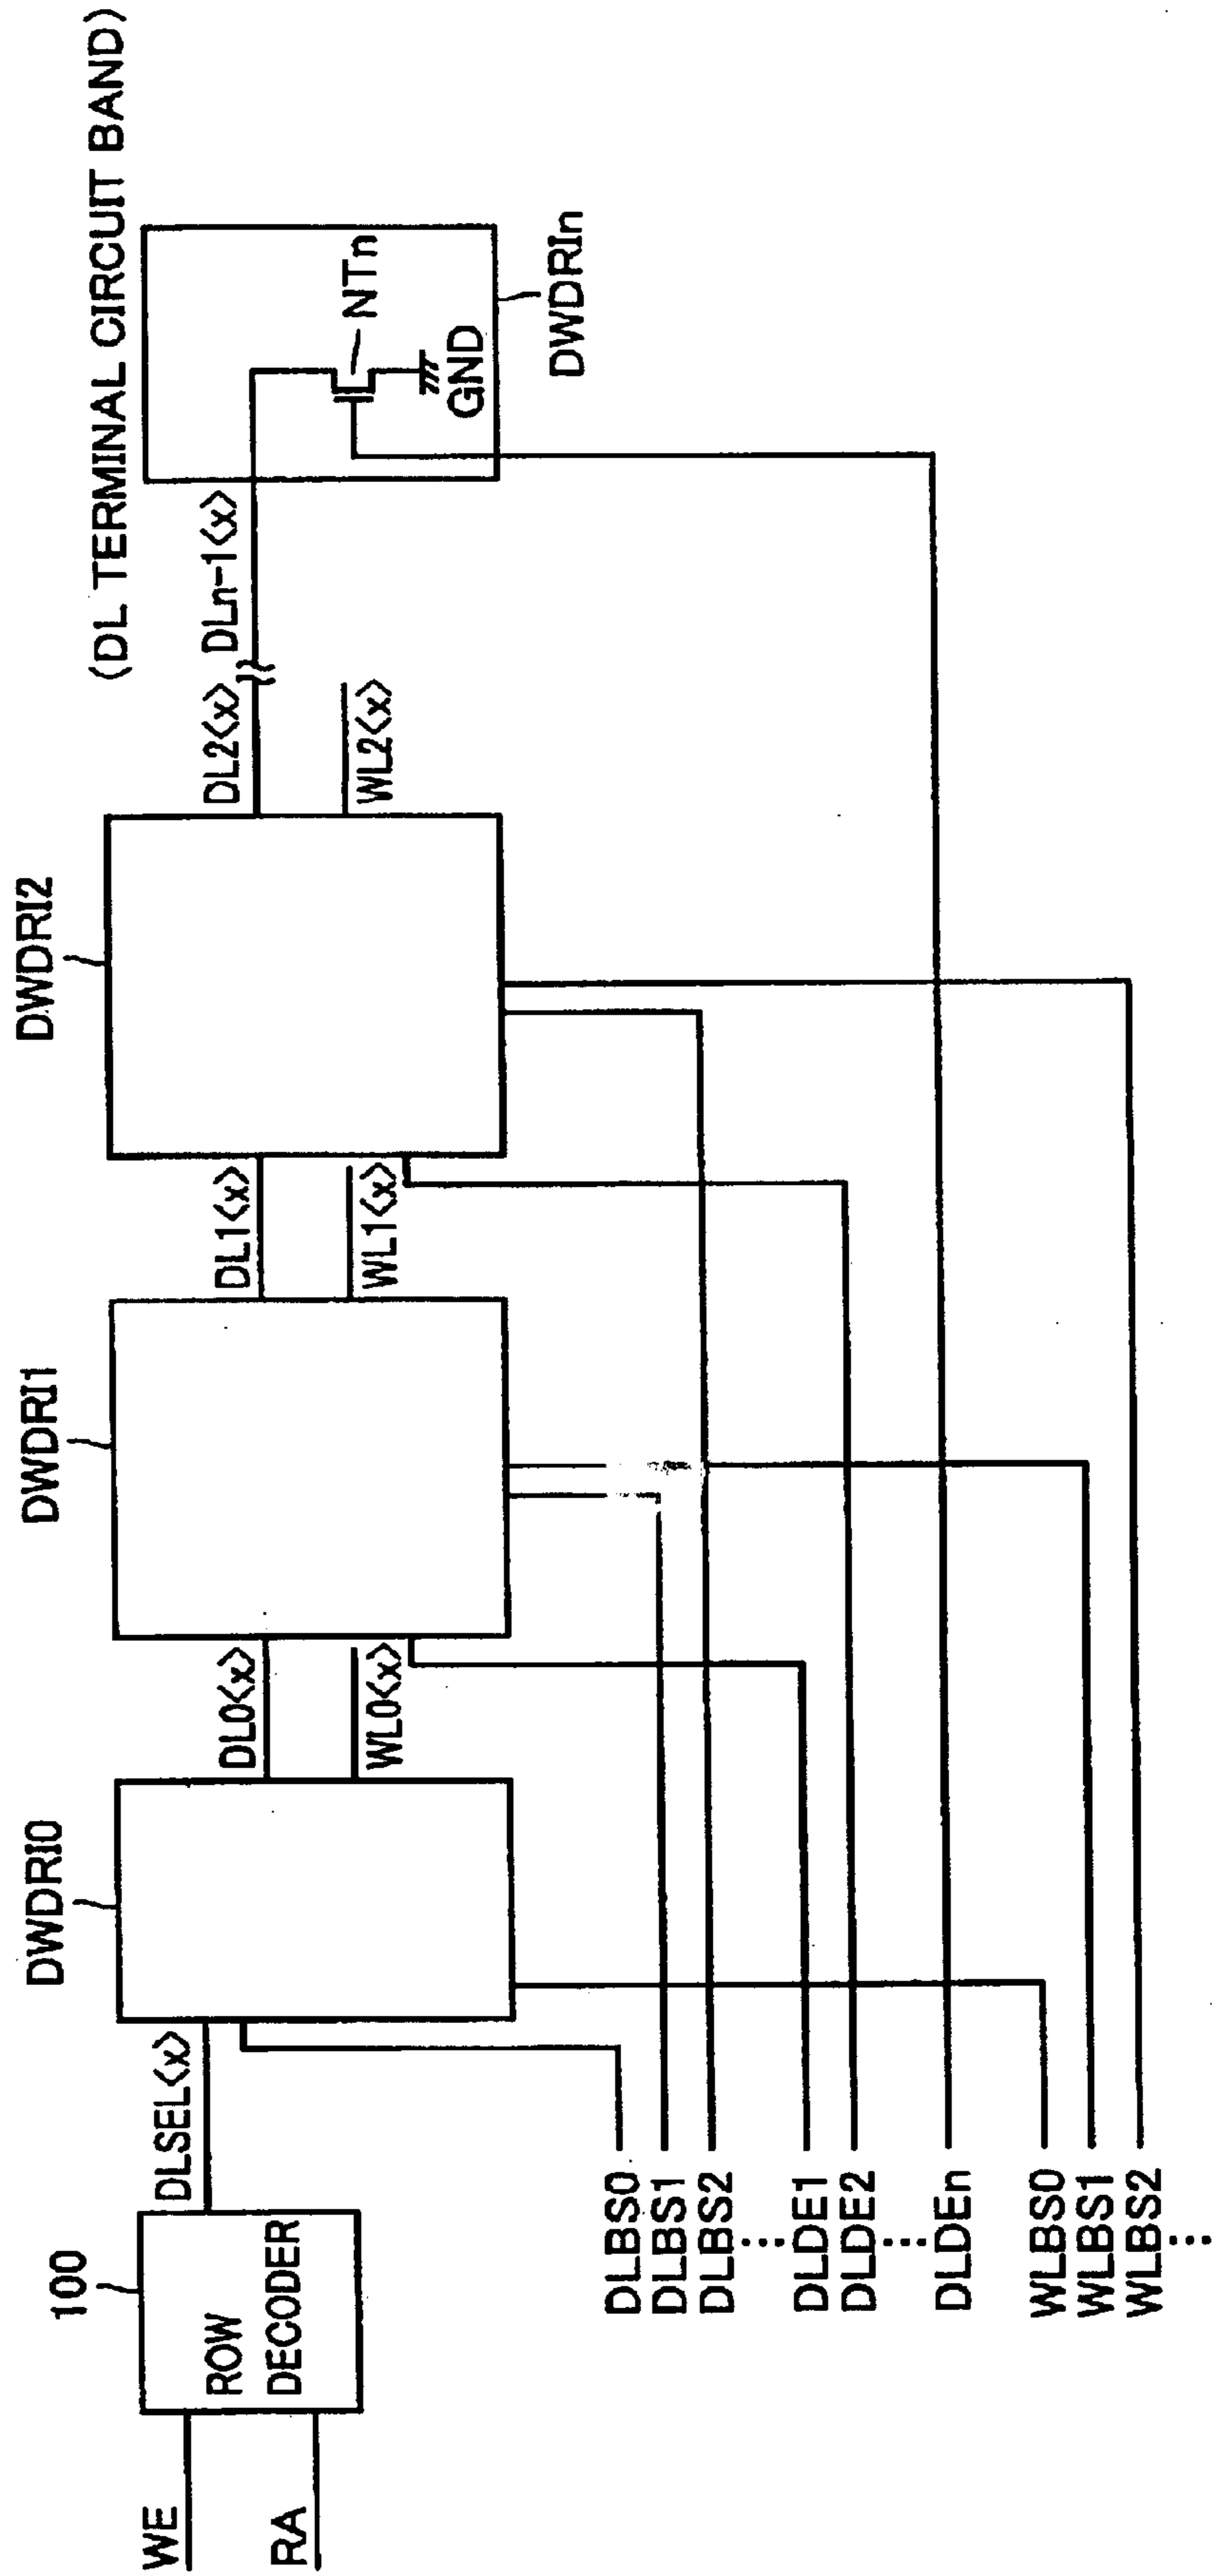 (DL TERMINAL CIRCUIT BAND)
DWDRI0
DWDRI1
DWDRI2
100
DLSEL<x>
DL0<x>
DL1<x>
DL2<x>
DLn-1<x>
WE
RA
ROW
DECODER
WL0<x>
WL1<x>
WL2<x>
NTn
GND
DWDRIn
DLBS0
DLBS1
DLBS2
DLDE1
DLDE2
DLDEn
WLBS0
WLBS1
WLBS2